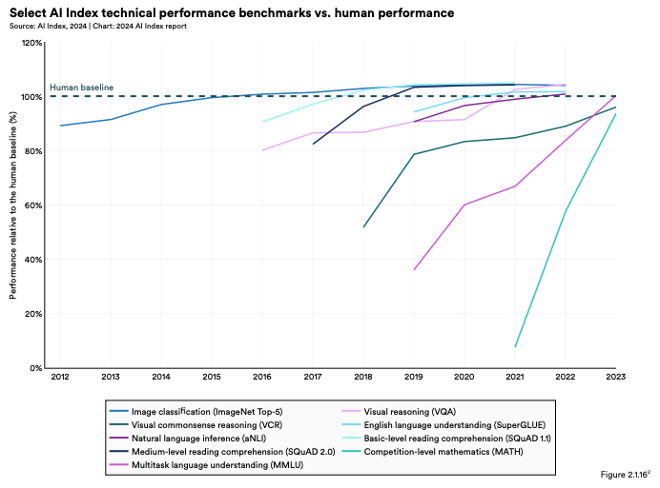 Select AI Index technical performance benchmarks vs. human performance
Source: AI Index, 2024 | Chart: 2024 AI Index report
Performance relative to the human baseline (%)
120%
Human baseline
100%
80%
60%
40%
20%
0%
2012 2013 2014 2015 2016 2017 2018 2019 2020 2021 2022 2023
Image classification (ImageNet Top-5) Visual reasoning (VQA)
Visual commonsense reasoning (VCR) English language understanding (SuperGLUE)
Natural language inference (aNLI) Basic-level reading comprehension (SQuAD 1.1)
Medium-level reading comprehension (SQuAD 2.0) Competition-level mathematics (MATH)
Multitask language understanding (MMLU)
Figure 2.1.16²